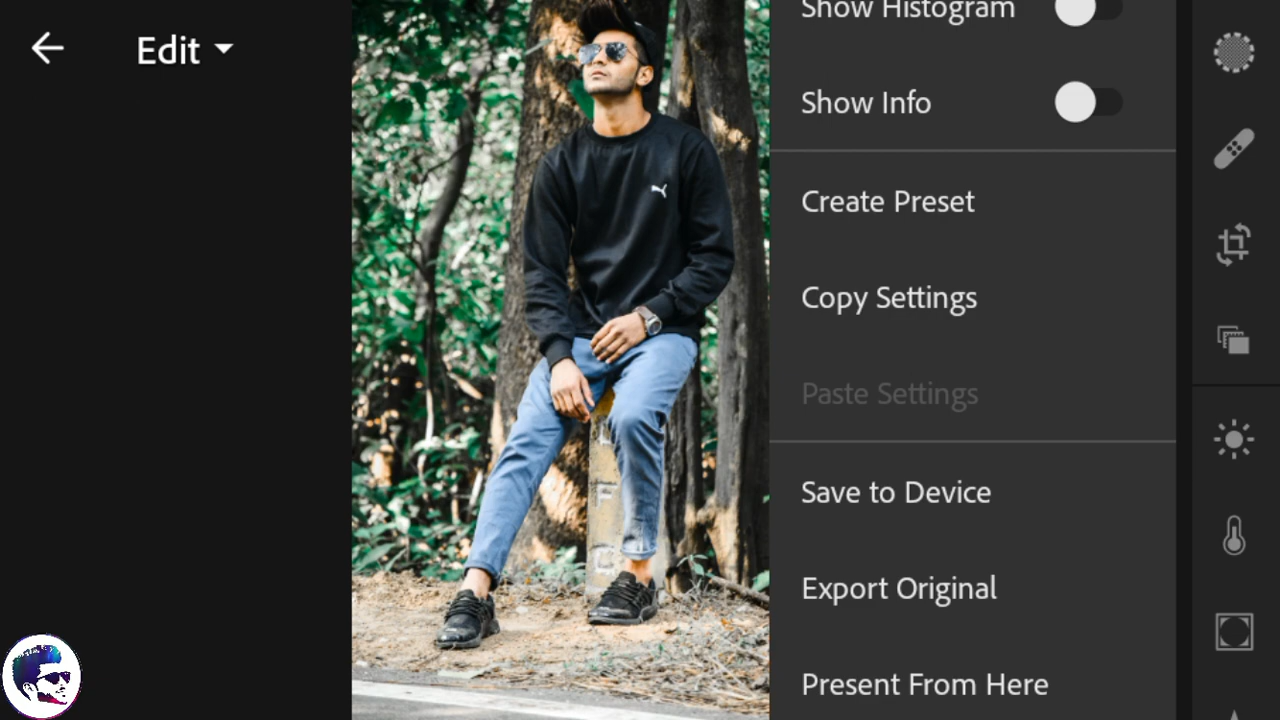 Edit
Show Histogram
Show Info
Create Preset
Copy Settings
Paste Settings
Save to Device
Export Original
Present From Here